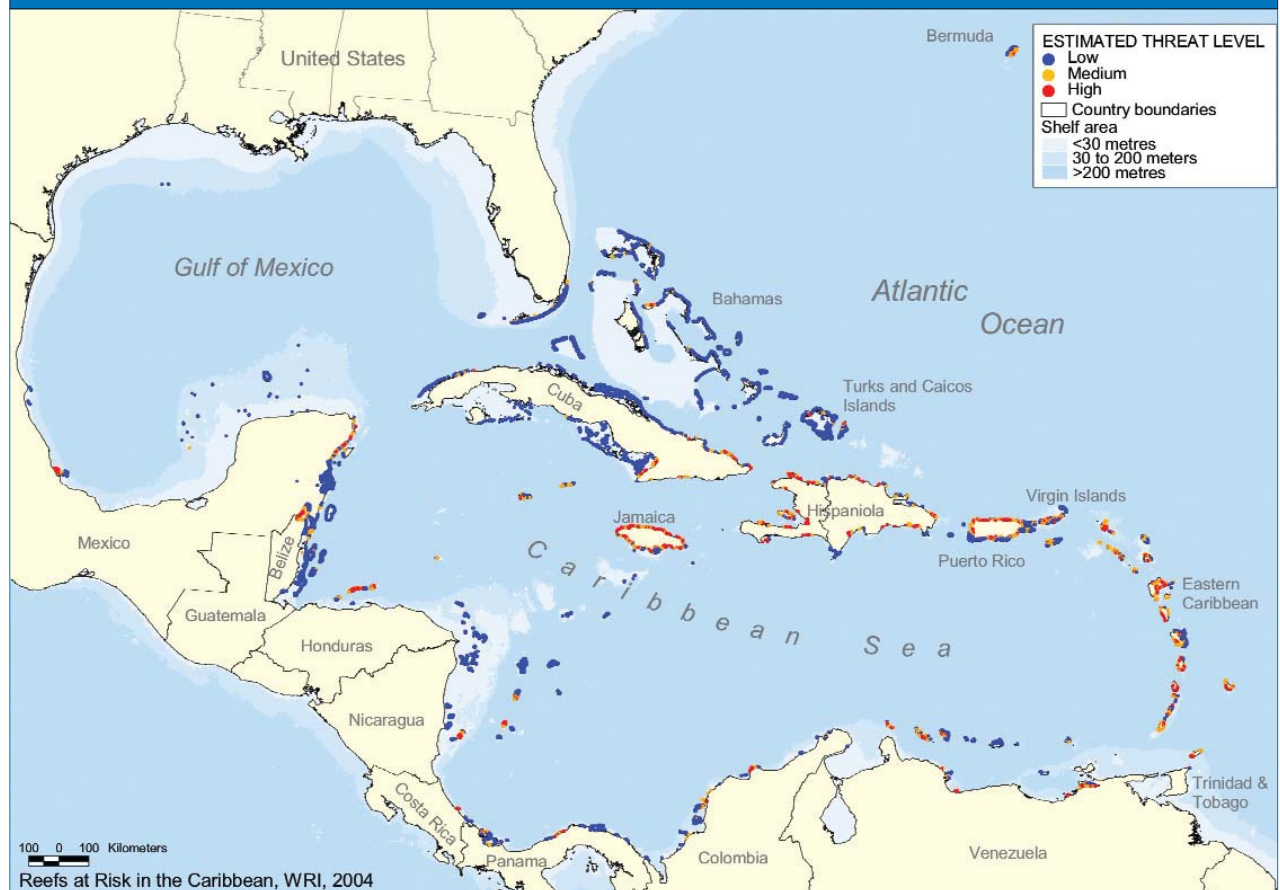 United States
Bermuda
ESTIMATED THREAT LEVEL
Low
Medium
High
Country boundaries
Shelf area
<30 metres
30 to 200 meters
>200 metres
Gulf of Mexico
Bahamas
Atlantic
Ocean
Turks and Caicos
Islands
Cuba
Jamaica
Hispaniola
Virgin Islands
Puerto Rico
Eastern
Caribbean
Mexico
Belize
Guatemala
Honduras
Caribbean Sea
Nicaragua
Costa Rica
Panama
Colombia
Venezuela
Trinidad &
Tobago
100 0 100 Kilometers
Reefs at Risk in the Caribbean, WRI, 2004